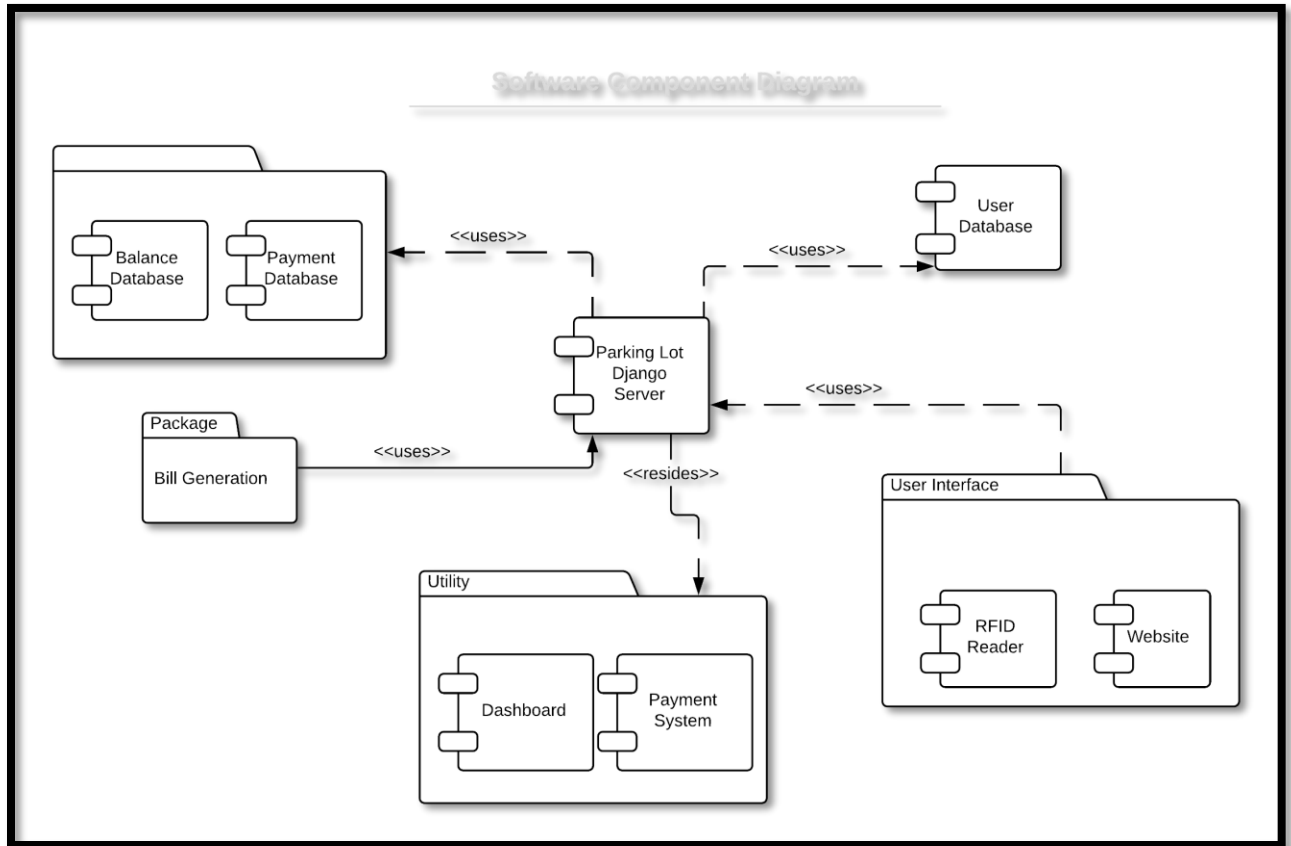 Software Component Diagram
Balance
Database
Payment
Database
<<uses>>
<<uses>>
User
Database
Parking Lot
Django
Server
<<uses>>
Package
Bill Generation
<<uses>>
<<resides>>
User Interface
RFID
Reader
Website
Utility
Dashboard
Payment
System